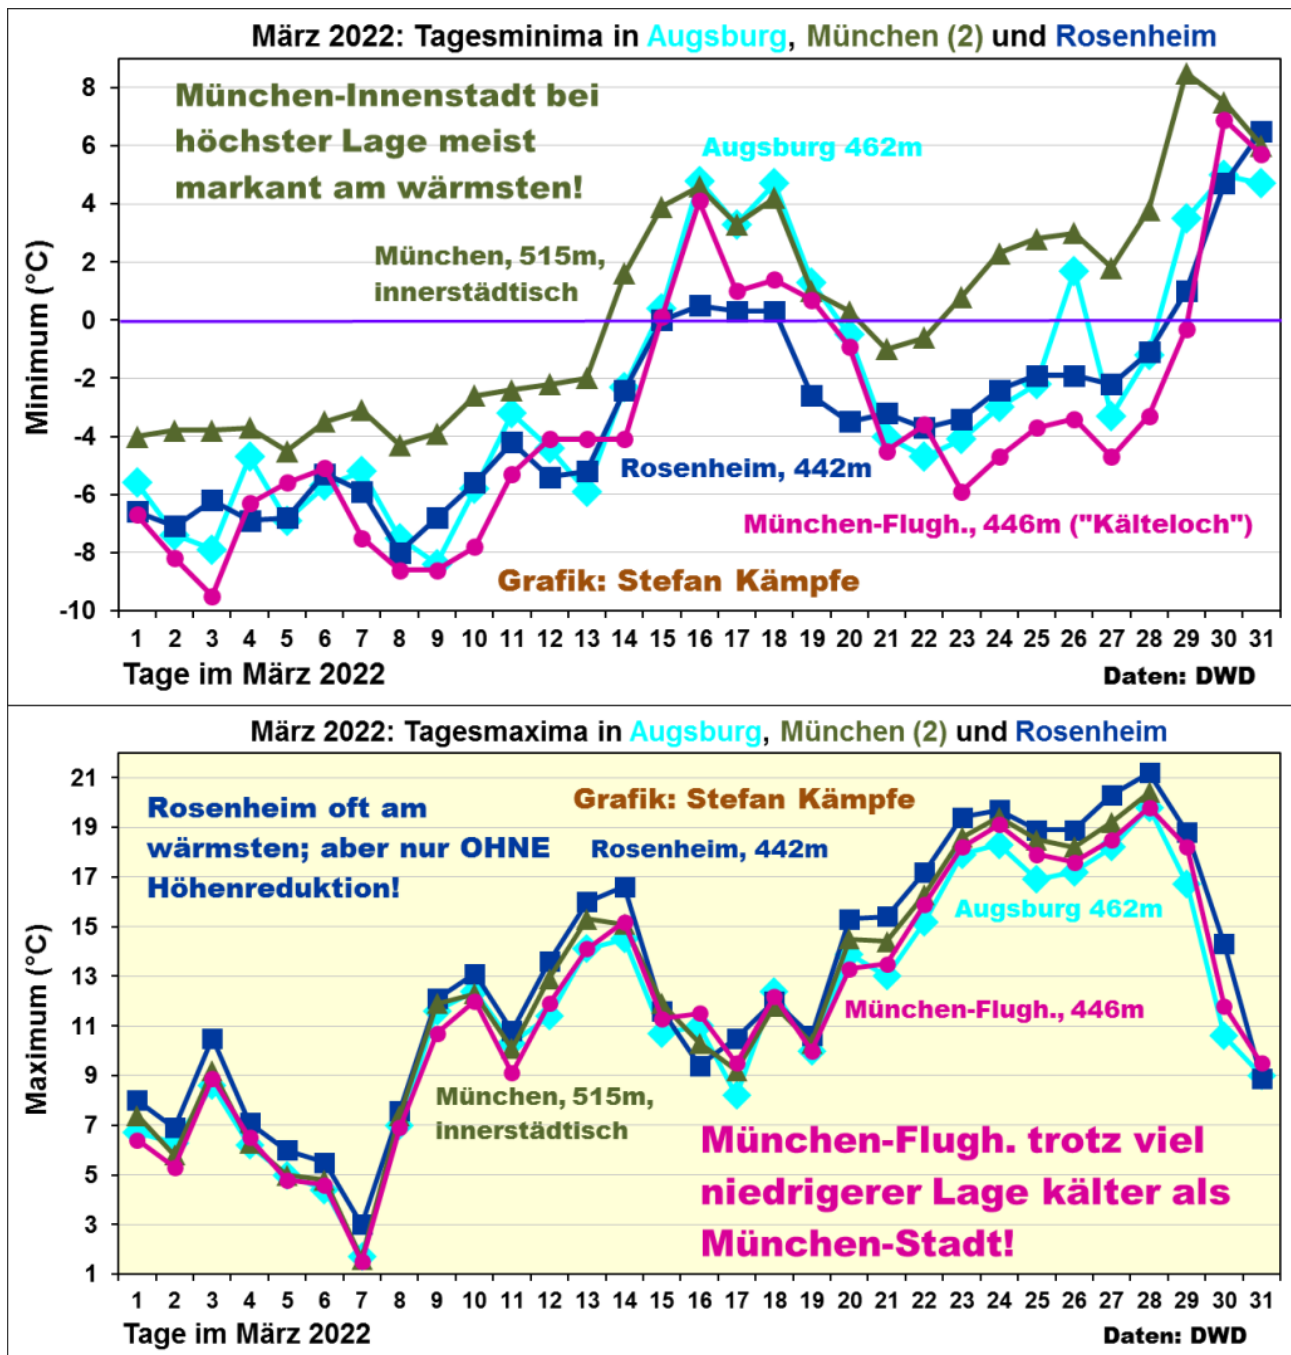 März 2022: Tagesminima in Augsburg, München (2) und Rosenheim
München-Innenstadt bei
höchster Lage meist
markant am wärmsten!
Augsburg 462m
München, 515m,
innerstädtisch
Rosenheim, 442m
München-Flugh., 446m ("Kälteloch")
Grafik: Stefan Kämpfe
Minimum (°C)
8
6
4
2
0
-2
-4
-6
-8
-10
1 2 3 4 5 6 7 8 9 10 11 12 13 14 15 16 17 18 19 20 21 22 23 24 25 26 27 28 29 30 31
Tage im März 2022
Daten: DWD
März 2022: Tagesmaxima in Augsburg, München (2) und Rosenheim
Rosenheim oft am
wärmsten; aber nur OHNE
Höhenreduktion!
Grafik: Stefan Kämpfe
Rosenheim, 442m
Augsburg 462m
München-Flugh., 446m
München, 515m,
innerstädtisch
München-Flugh. trotz viel
niedrigerer Lage kälter als
München-Stadt!
Maximum (°C)
21
19
17
15
13
11
9
7
5
3
1
1 2 3 4 5 6 7 8 9 10 11 12 13 14 15 16 17 18 19 20 21 22 23 24 25 26 27 28 29 30 31
Tage im März 2022
Daten: DWD